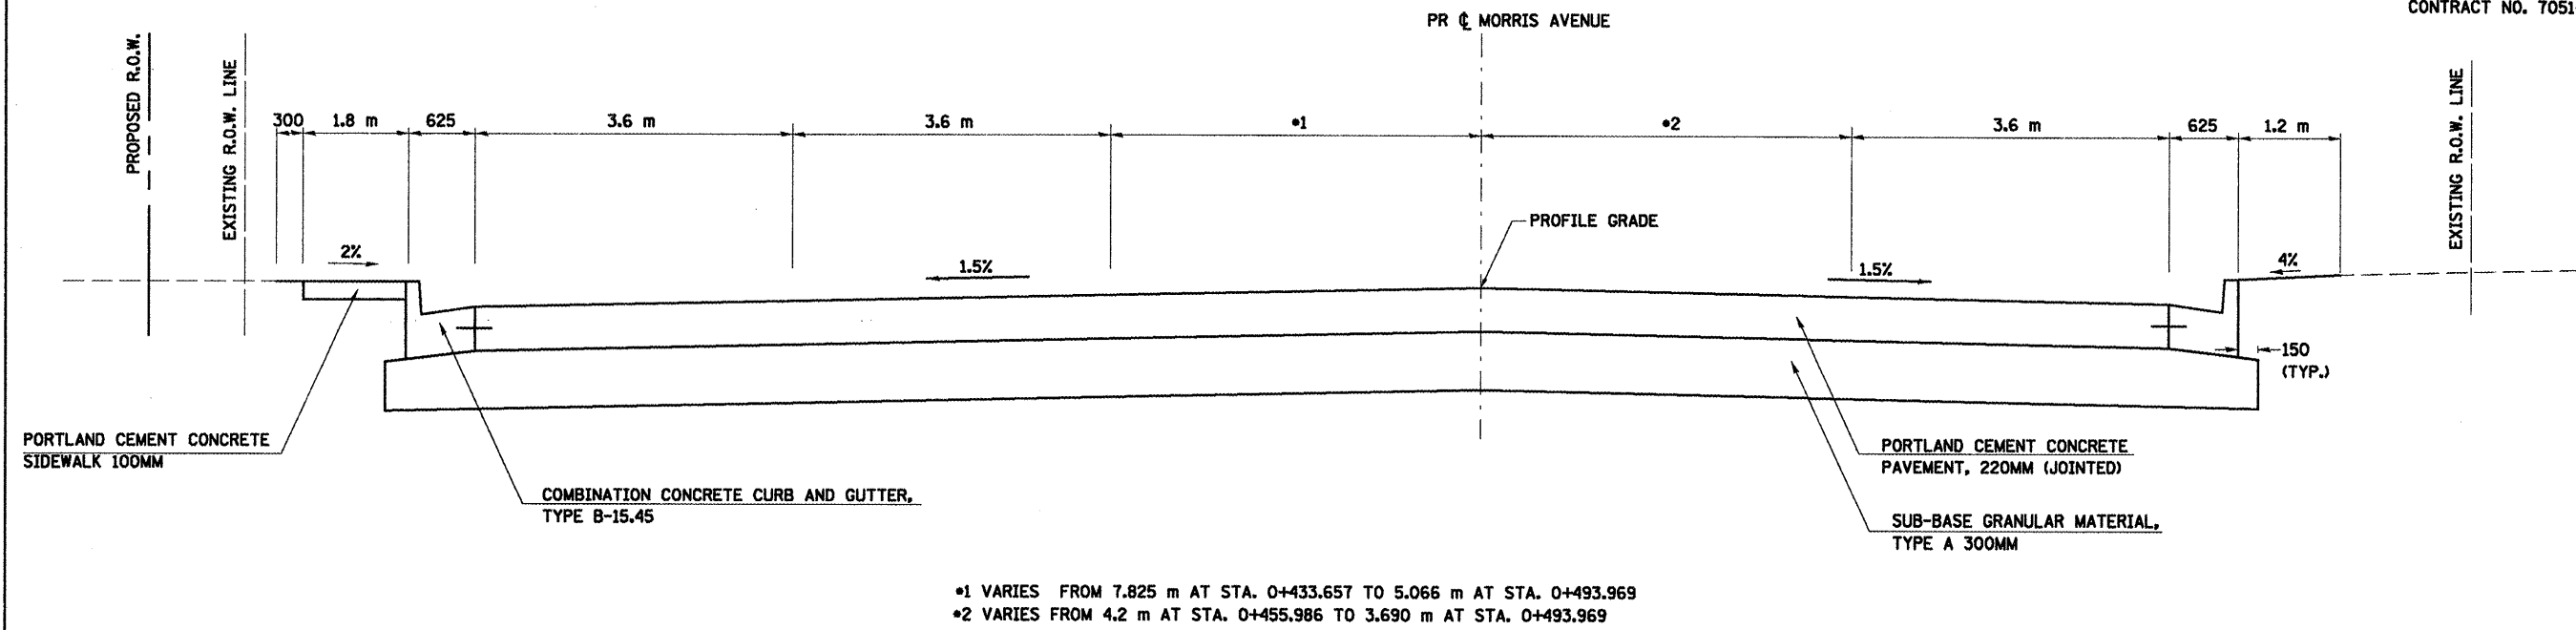 CONTRACT NO. 7051
PR ℄ MORRIS AVENUE
PROPOSED R.O.W.
EXISTING R.O.W. LINE
EXISTING R.O.W. LINE
300 1.8 m 625 3.6 m 3.6 m •1 •2 3.6 m 625 1.2 m
PROFILE GRADE
2% 1.5% 1.5% 4%
150
(TYP.)
PORTLAND CEMENT CONCRETE
SIDEWALK 100MM
COMBINATION CONCRETE CURB AND GUTTER,
TYPE B-15.45
PORTLAND CEMENT CONCRETE
PAVEMENT, 220MM (JOINTED)
SUB-BASE GRANULAR MATERIAL,
TYPE A 300MM
•1 VARIES FROM 7.825 m AT STA. 0+433.657 TO 5.066 m AT STA. 0+493.969
•2 VARIES FROM 4.2 m AT STA. 0+455.986 TO 3.690 m AT STA. 0+493.969